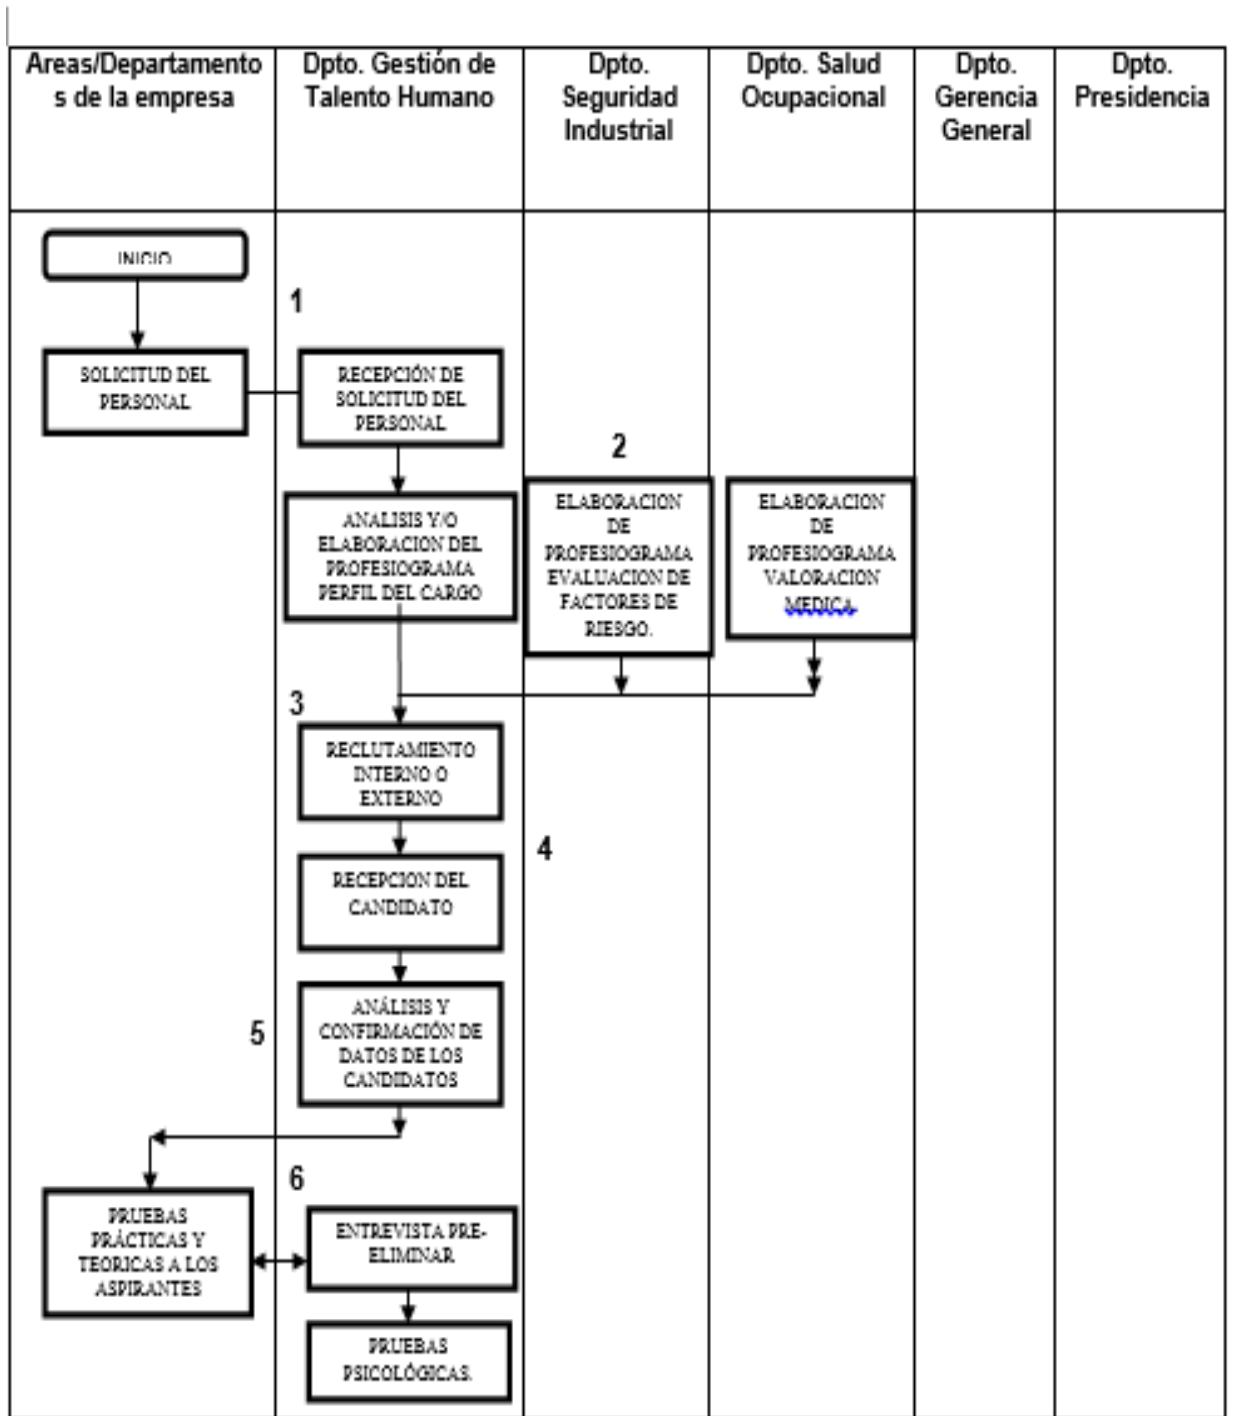 Areas/Departamento
s de la empresa
Dpto. Gestión de
Talento Humano
Dpto.
Seguridad
Industrial
Dpto. Salud
Ocupacional
Dpto.
Gerencia
General
Dpto.
Presidencia
INICIO
1
SOLICITUD DEL
PERSONAL
RECEPCIÓN DE
SOLICITUD DEL
PERSONAL
2
ANALISIS Y/O
ELABORACION DEL
PROFESIOGRAMA
PERFIL DEL CARGO
ELABORACION
DE
PROFESIOGRAMA
EVALUACION DE
FACTORES DE
RIESGO.
ELABORACION
DE
PROFESIOGRAMA
VALORACION
MEDICA.
3
RECLUTAMIENTO
INTERNO O
EXTERNO
4
RECEPCION DEL
CANDIDATO
5
ANÁLISIS Y
CONFIRMACIÓN DE
DATOS DE LOS
CANDIDATOS
6
PRUEBAS
PRÁCTICAS Y
TEORICAS A LOS
ASPIRANTES
ENTREVISTA PRE-
ELIMINAR
PRUEBAS
PSICOLÓGICAS.